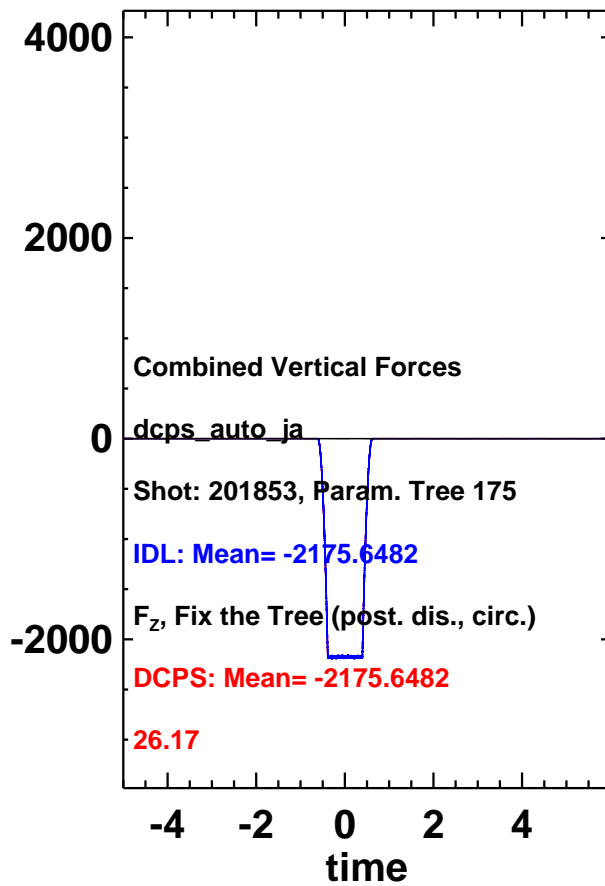 4000
2000
Combined Vertical Forces
0
dcps_auto_ja
Shot: 201853, Param. Tree 175
IDL: Mean= -2175.6482
F_Z, Fix the Tree (post. dis., circ.)
-2000
DCPS: Mean= -2175.6482
26.17
-4 -2 0 2 4
time